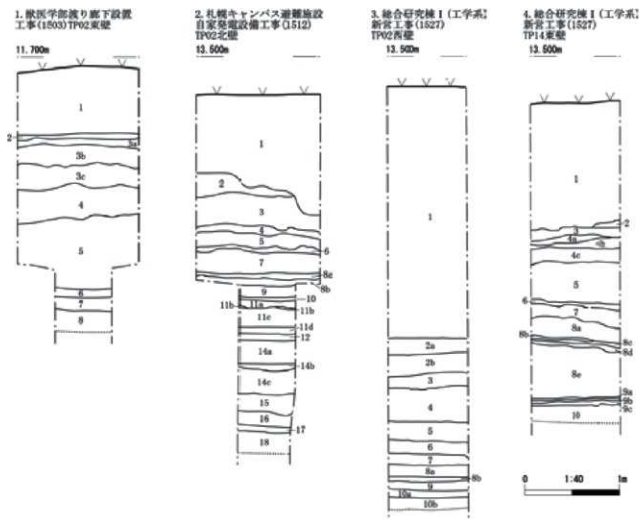 1.獣医学部渡り廊下設置
工事(1503)TP02東壁
11.700m
1
2
3a
3b
3c
4
5
6
7
8
2.札幌キャンパス避難施設
自家発電設備工事(1512)
TP02北壁
13.500m
1
2
3
4
5
6
7
8a
8b
9
10
11a
11b
11b
11c
11d
12
14a
14b
14c
15
16
17
18
3.総合研究棟Ⅰ(工学系)
新営工事(1527)
TP02西壁
13.500m
1
2a
2b
3
4
5
6
7
8a
8b
9
10a
10b
4.総合研究棟Ⅰ(工学系)
新営工事(1527)
TP14東壁
13.500m
1
2
3
4a
4c
5
6
7
8a
8b
8c
8d
8e
9a
9b
9c
10
0 1:40 1m